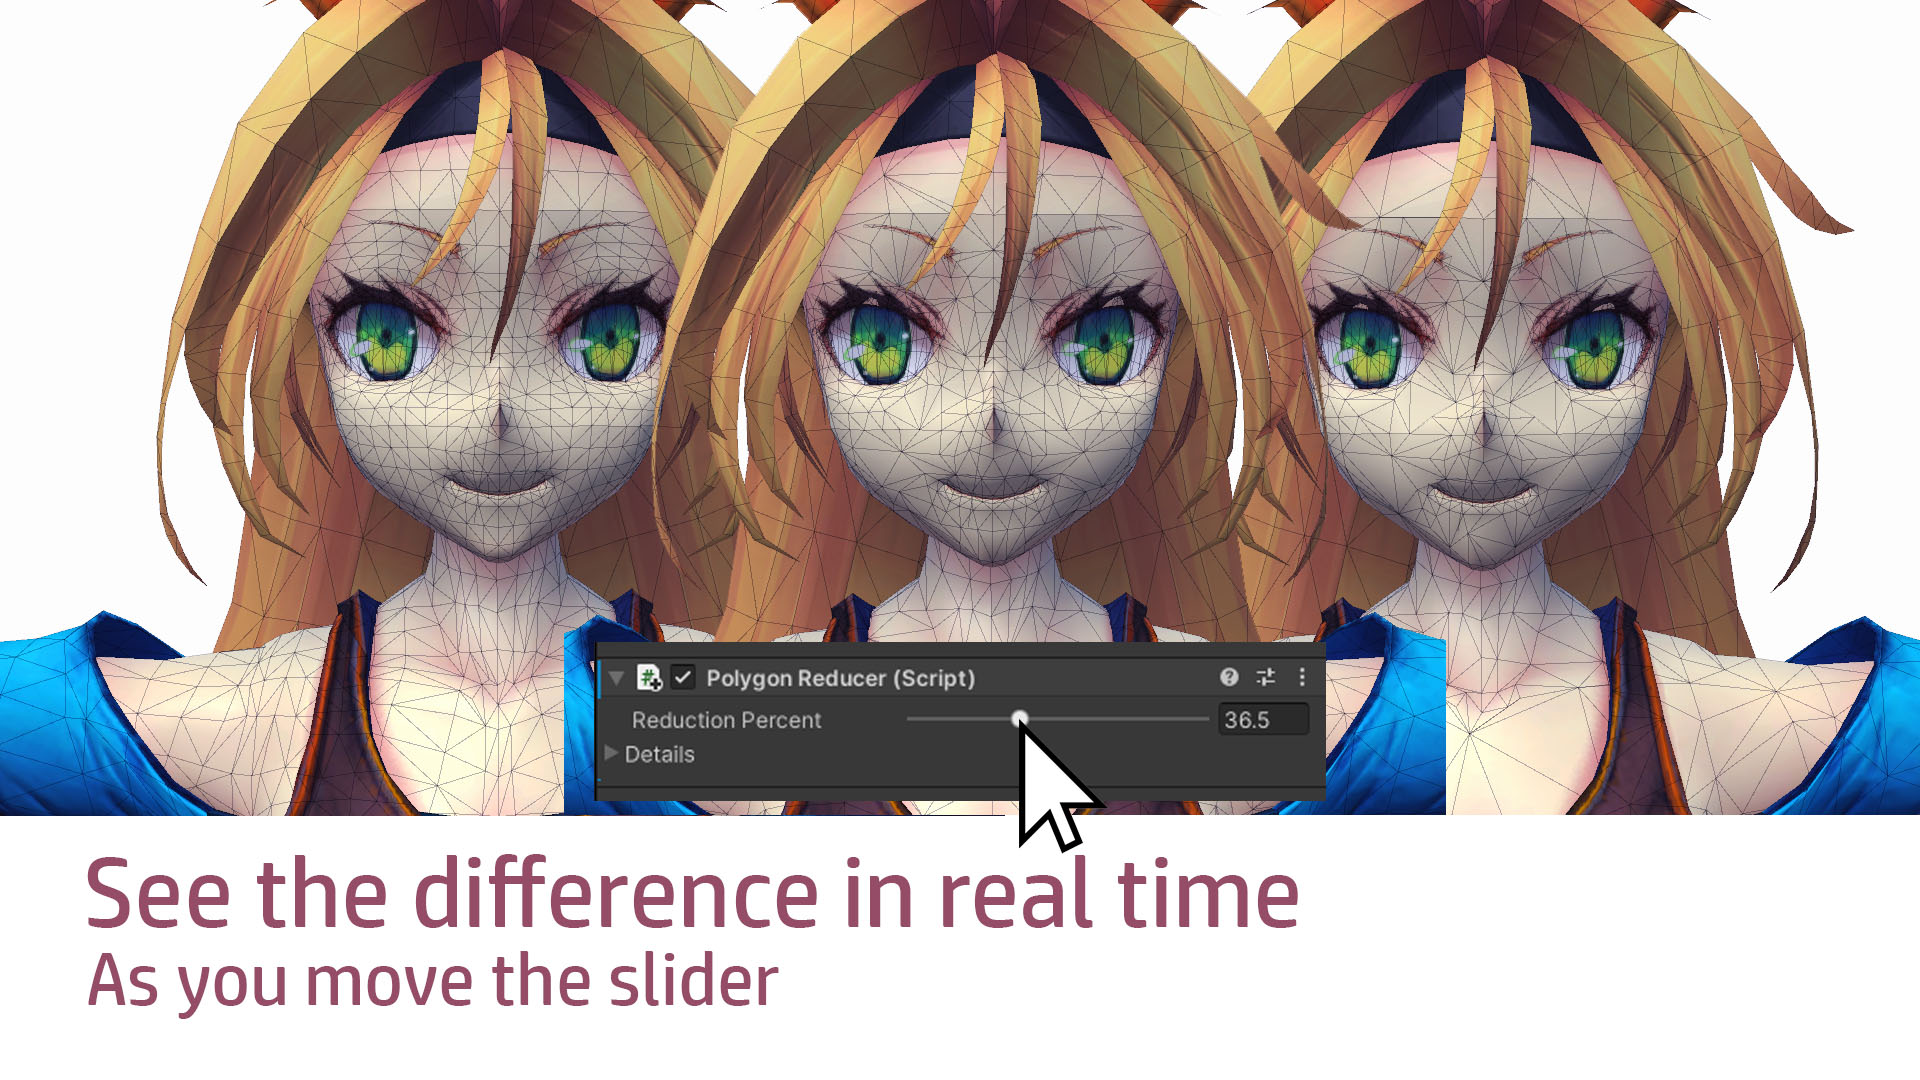 Polygon Reducer (Script)
Reduction Percent 36.5
Details
See the difference in real time
As you move the slider